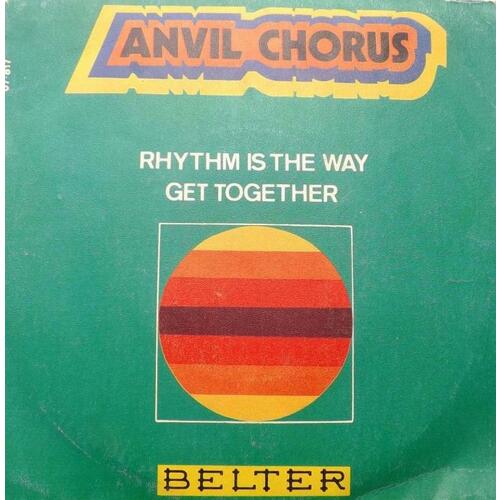 ANVIL CHORUS
RHYTHM IS THE WAY
GET TOGETHER
BELTER